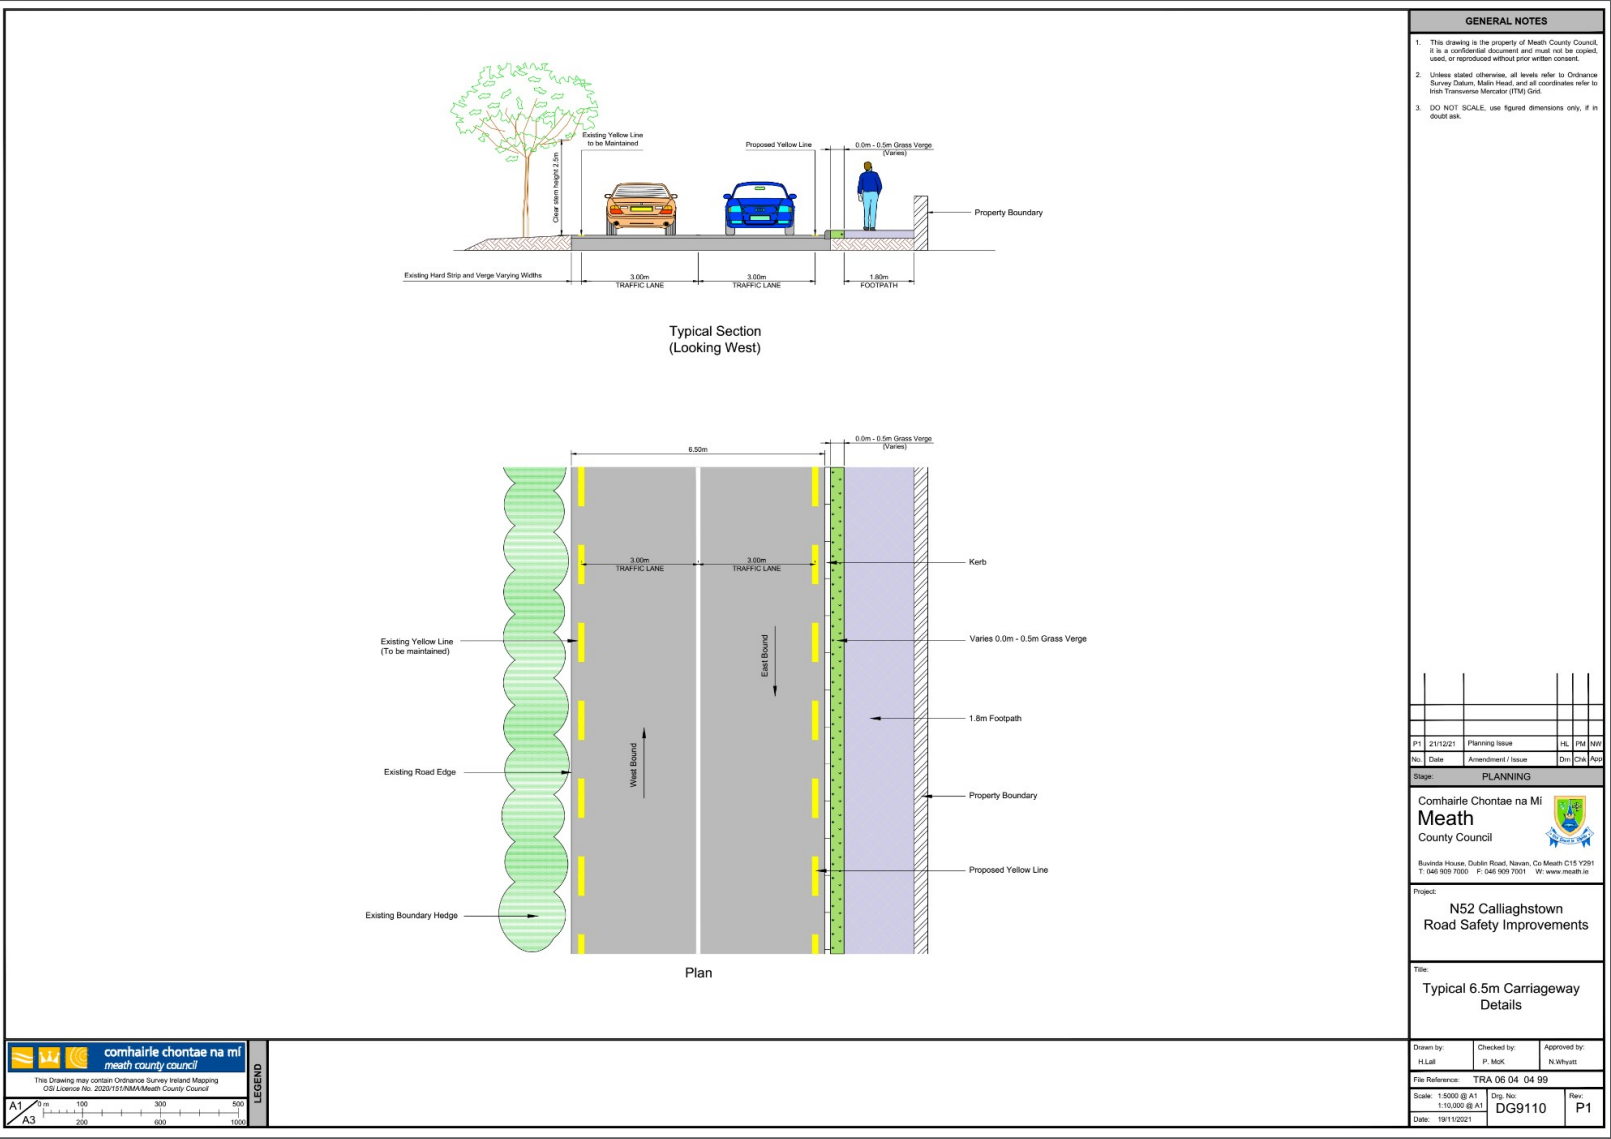 Existing Yellow Line
to be Maintained
Proposed Yellow Line
0.0m - 0.5m Grass Verge
(Varies)
Clear stem height 2.5m
Property Boundary
Existing Hard Strip and Verge Varying Widths
3.00m
TRAFFIC LANE
3.00m
TRAFFIC LANE
1.80m
FOOTPATH
Typical Section
(Looking West)
0.0m - 0.5m Grass Verge
(Varies)
6.50m
3.00m
TRAFFIC LANE
3.00m
TRAFFIC LANE
Kerb
Existing Yellow Line
(To be maintained)
East Bound
Varies 0.0m - 0.5m Grass Verge
1.8m Footpath
West Bound
Existing Road Edge
Property Boundary
Proposed Yellow Line
Existing Boundary Hedge
Plan
GENERAL NOTES
1. This drawing is the property of Meath County Council,
it is a confidential document and must not be copied,
used, or reproduced without prior written consent.
2. Unless stated otherwise, all levels refer to Ordnance
Survey Datum, Malin Head, and all coordinates refer to
Irish Transverse Mercator (ITM) Grid.
3. DO NOT SCALE, use figured dimensions only, if in
doubt ask.
P1 21/12/21 Planning Issue HL PM NW
No. Date Amendment / Issue Drn Chk App
Stage: PLANNING
Comhairle Chontae na Mí
Meath
County Council
Buvinda House, Dublin Road, Navan, Co Meath C15 Y291
T: 046 909 7000 F: 046 909 7001 W: www.meath.ie
Project:
N52 Calliaghstown
Road Safety Improvements
Title:
Typical 6.5m Carriageway
Details
Drawn by: Checked by: Approved by:
H.Lall P. McK N.Whyatt
File Reference: TRA 06 04 04 99
Scale: 1:5000 @ A1
1:10,000 @ A1
Drg. No:
DG9110
Rev:
P1
Date: 19/11/2021
comhairle chontae na mí
meath county council
This Drawing may contain Ordnance Survey Ireland Mapping
OSi Licence No. 2020/151/NMA/Meath County Council
A1 0 m 100 300 500
A3 200 600 1000
LEGEND